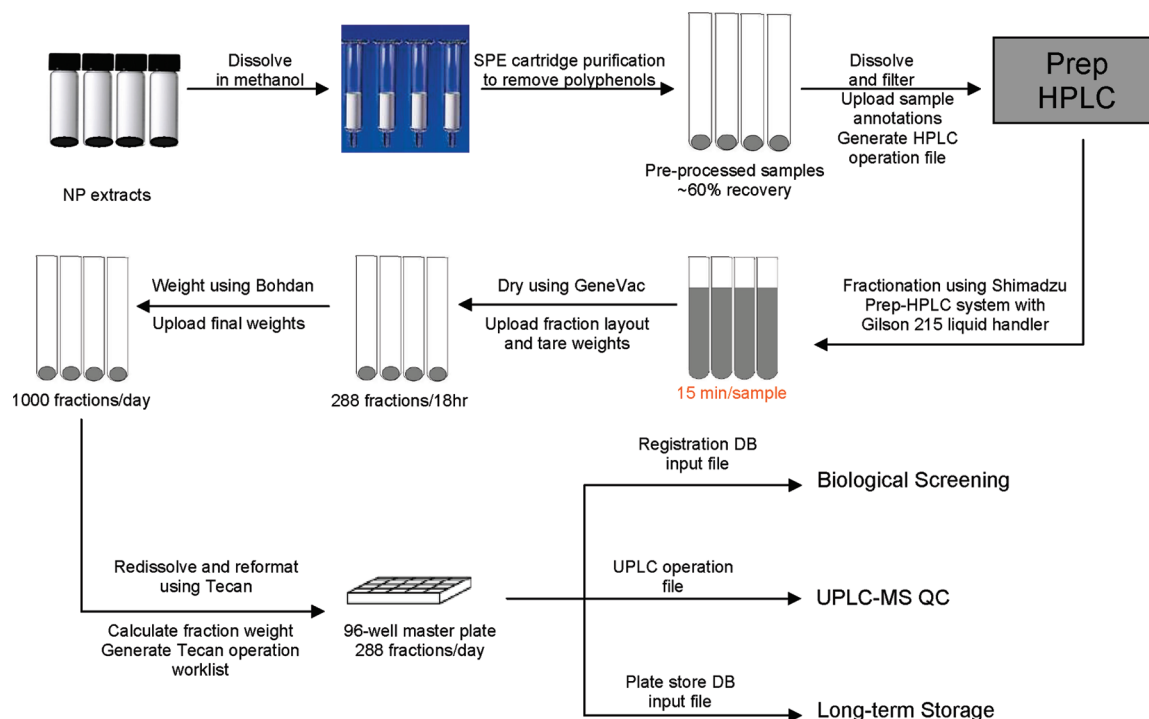 Dissolve
in methanol
SPE cartridge purification
to remove polyphenols
Dissolve
and filter
Upload sample
annotations
Generate HPLC
operation file
Prep
HPLC
NP extracts
Pre-processed samples
~60% recovery
Weight using Bohdan
Upload final weights
Dry using GeneVac
Upload fraction layout
and tare weights
Fractionation using Shimadzu
Prep-HPLC system with
Gilson 215 liquid handler
1000 fractions/day
288 fractions/18hr
15 min/sample
Registration DB
input file
Biological Screening
Redissolve and reformat
using Tecan
Calculate fraction weight
Generate Tecan operation
worklist
96-well master plate
288 fractions/day
UPLC operation
file
UPLC-MS QC
Plate store DB
input file
Long-term Storage